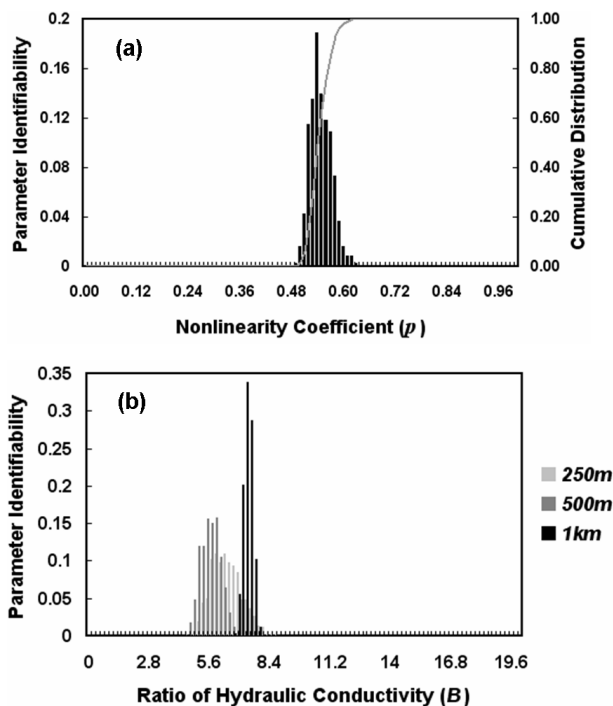 (a)
Parameter Identifiability
0.2
0.16
0.12
0.08
0.04
0
1.00
0.80
0.60
0.40
0.20
0.00
Cumulative Distribution
0.00 0.12 0.24 0.36 0.48 0.60 0.72 0.84 0.96
Nonlinearity Coefficient (p)
(b)
Parameter Identifiability
0.35
0.3
0.25
0.2
0.15
0.1
0.05
0
250m
500m
1km
0 2.8 5.6 8.4 11.2 14 16.8 19.6
Ratio of Hydraulic Conductivity (B)